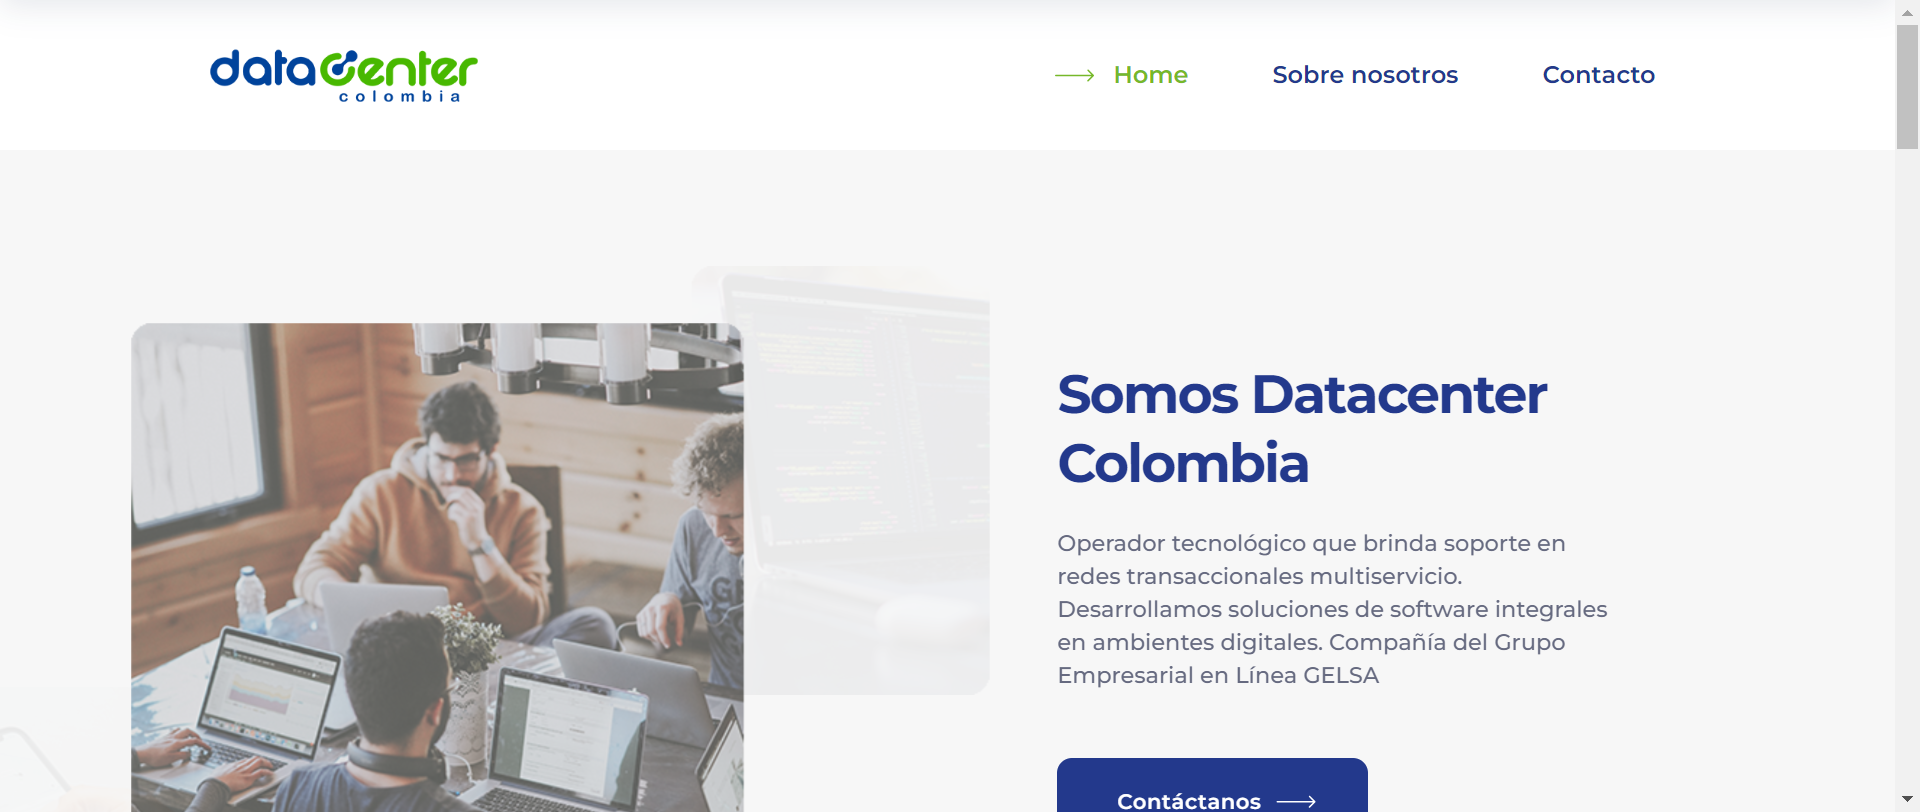 datacenter
colombia
Home
Sobre nosotros
Contacto
Somos Datacenter
Colombia
Operador tecnológico que brinda soporte en
redes transaccionales multiservicio.
Desarrollamos soluciones de software integrales
en ambientes digitales. Compañía del Grupo
Empresarial en Línea GELSA
Contáctanos